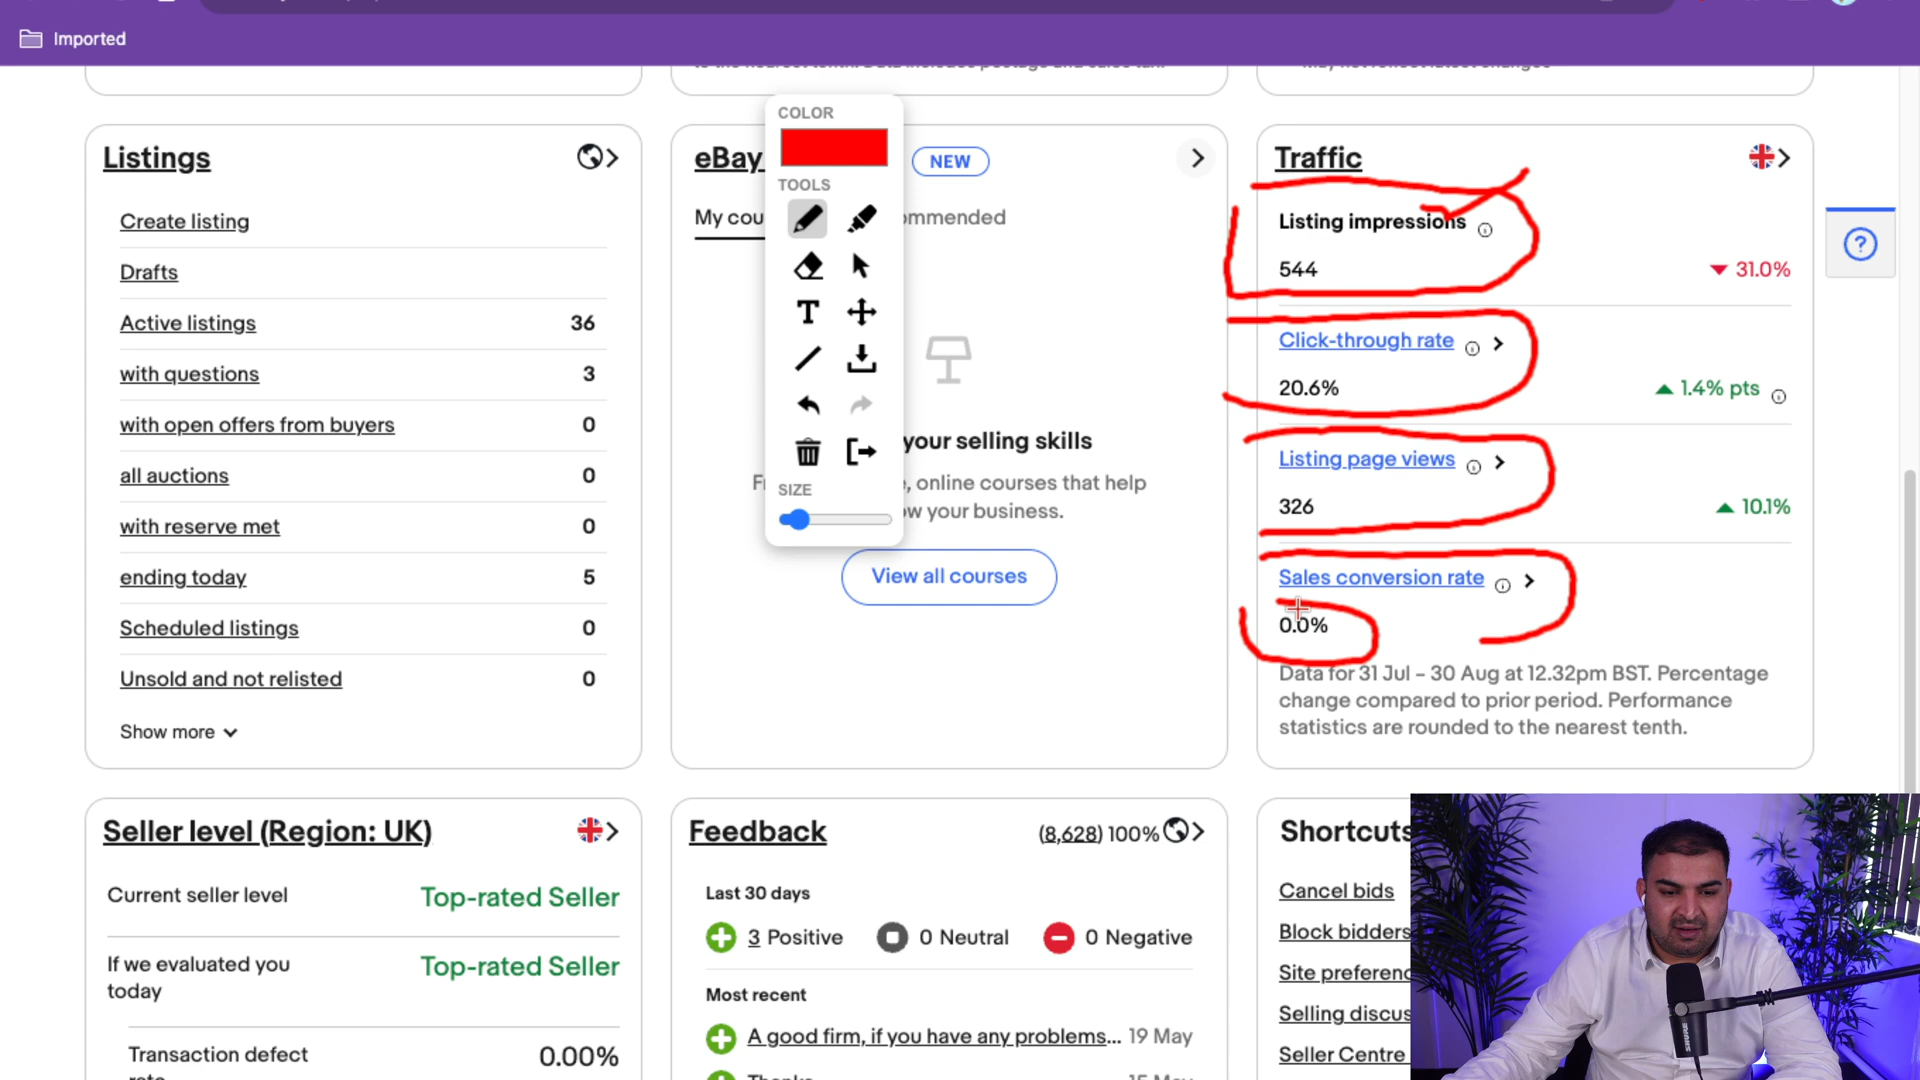 Imported
Listings
Create listing
Drafts
Active listings 36
with questions 3
with open offers from buyers 0
all auctions 0
with reserve met 0
ending today 5
Scheduled listings 0
Unsold and not relisted 0
Show more
eBay NEW
My cou ommended
your selling skills
, online courses that help
ow your business.
View all courses
COLOR
TOOLS
T
SIZE
Traffic
Listing impressions
544 31.0%
Click-through rate
20.6% 1.4% pts
Listing page views
326 10.1%
Sales conversion rate
0.0%
Data for 31 Jul – 30 Aug at 12.32pm BST. Percentage
change compared to prior period. Performance
statistics are rounded to the nearest tenth.
?
Seller level (Region: UK)
Current seller level Top-rated Seller
If we evaluated you
today Top-rated Seller
Transaction defect 0.00%
Feedback (8,628) 100%
Last 30 days
3 Positive 0 Neutral 0 Negative
Most recent
A good firm, if you have any problems... 19 May
Shortcuts
Cancel bids
Block bidders
Site preferenc
Selling discus
Seller Centre
SHURE